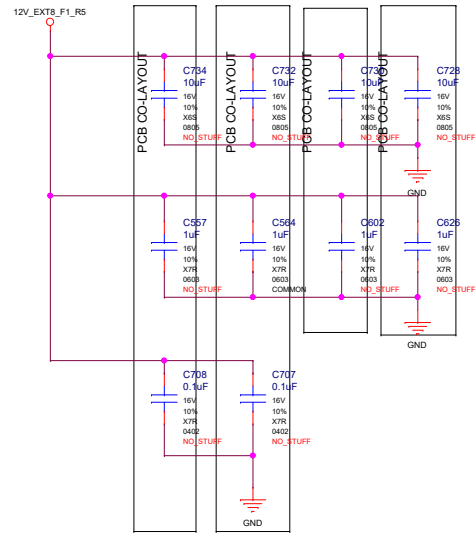 12V_EXT8_F1_R5
PCB CO-LAYOUT
PCB CO-LAYOUT
PCB CO-LAYOUT
PCB CO-LAYOUT
C734
10uF
16V
10%
X6S
0805
NO_STUFF
C732
10uF
16V
10%
X6S
0805
NO_STUFF
10uF
16V
10%
X6S
0805
NO_STUFF
C728
10uF
16V
10%
X6S
0805
NO_STUFF
GND
C557
1uF
16V
10%
X7R
0603
NO_STUFF
C564
1uF
16V
10%
X7R
0603
COMMON
C602
1uF
16V
10%
X7R
0603
NO_STUFF
C626
1uF
16V
10%
X7R
0603
NO_STUFF
GND
C708
0.1uF
16V
10%
X7R
0402
NO_STUFF
C707
0.1uF
16V
10%
X7R
0402
NO_STUFF
GND